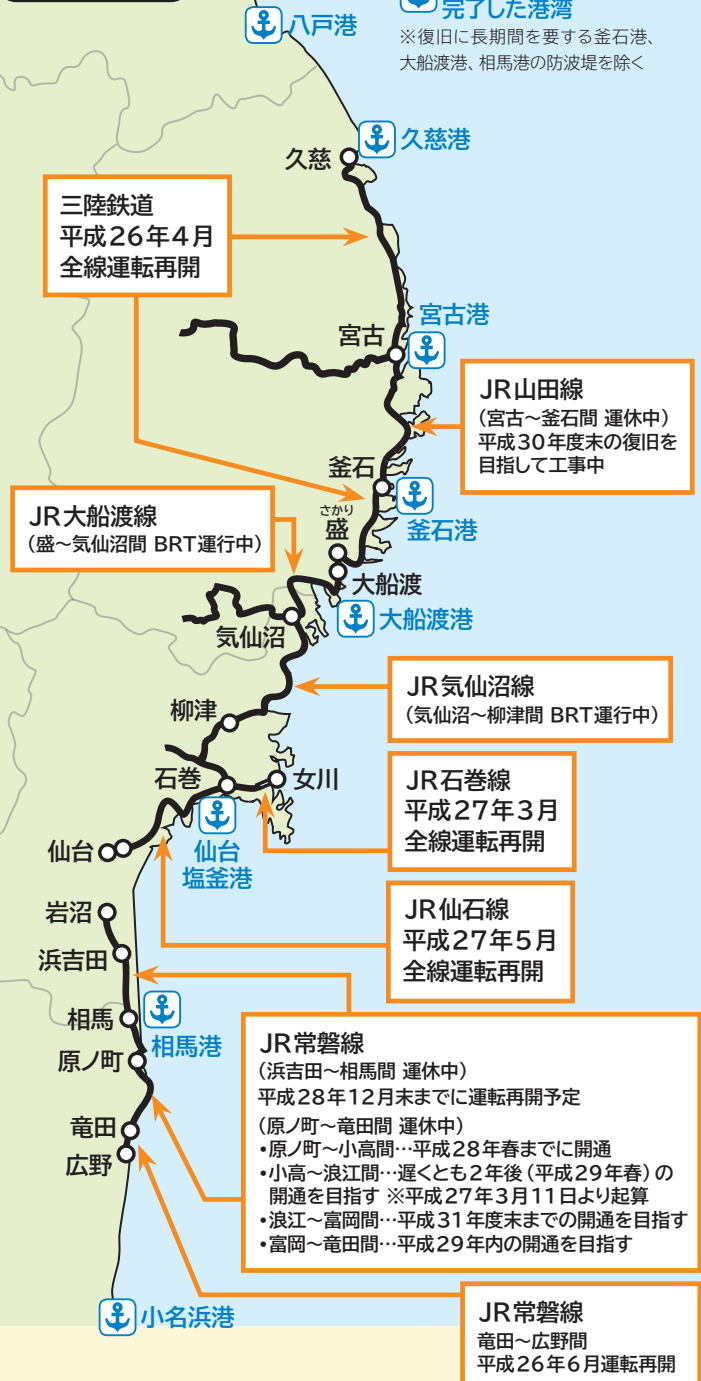 完了した港湾
※復旧に長期間を要する釜石港、
大船渡港、相馬港の防波堤を除く
八戸港
久慈港
久慈
三陸鉄道
平成26年4月
全線運転再開
宮古港
宮古
JR山田線
(宮古～釜石間 運休中)
平成30年度末の復旧を
目指して工事中
釜石
釜石港
JR大船渡線
(盛～気仙沼間 BRT運行中)
さかり
盛
大船渡
大船渡港
気仙沼
JR気仙沼線
(気仙沼～柳津間 BRT運行中)
柳津
石巻
女川
JR石巻線
平成27年3月
全線運転再開
仙台
仙台
塩釜港
JR仙石線
平成27年5月
全線運転再開
岩沼
浜吉田
相馬
相馬港
原ノ町
JR常磐線
(浜吉田～相馬間 運休中)
平成28年12月末までに運転再開予定
(原ノ町～竜田間 運休中)
・原ノ町～小高間…平成28年春までに開通
・小高～浪江間…遅くとも2年後(平成29年春)の
開通を目指す ※平成27年3月11日より起算
・浪江～富岡間…平成31年度末までの開通を目指す
・富岡～竜田間…平成29年内の開通を目指す
竜田
広野
小名浜港
JR常磐線
竜田～広野間
平成26年6月運転再開